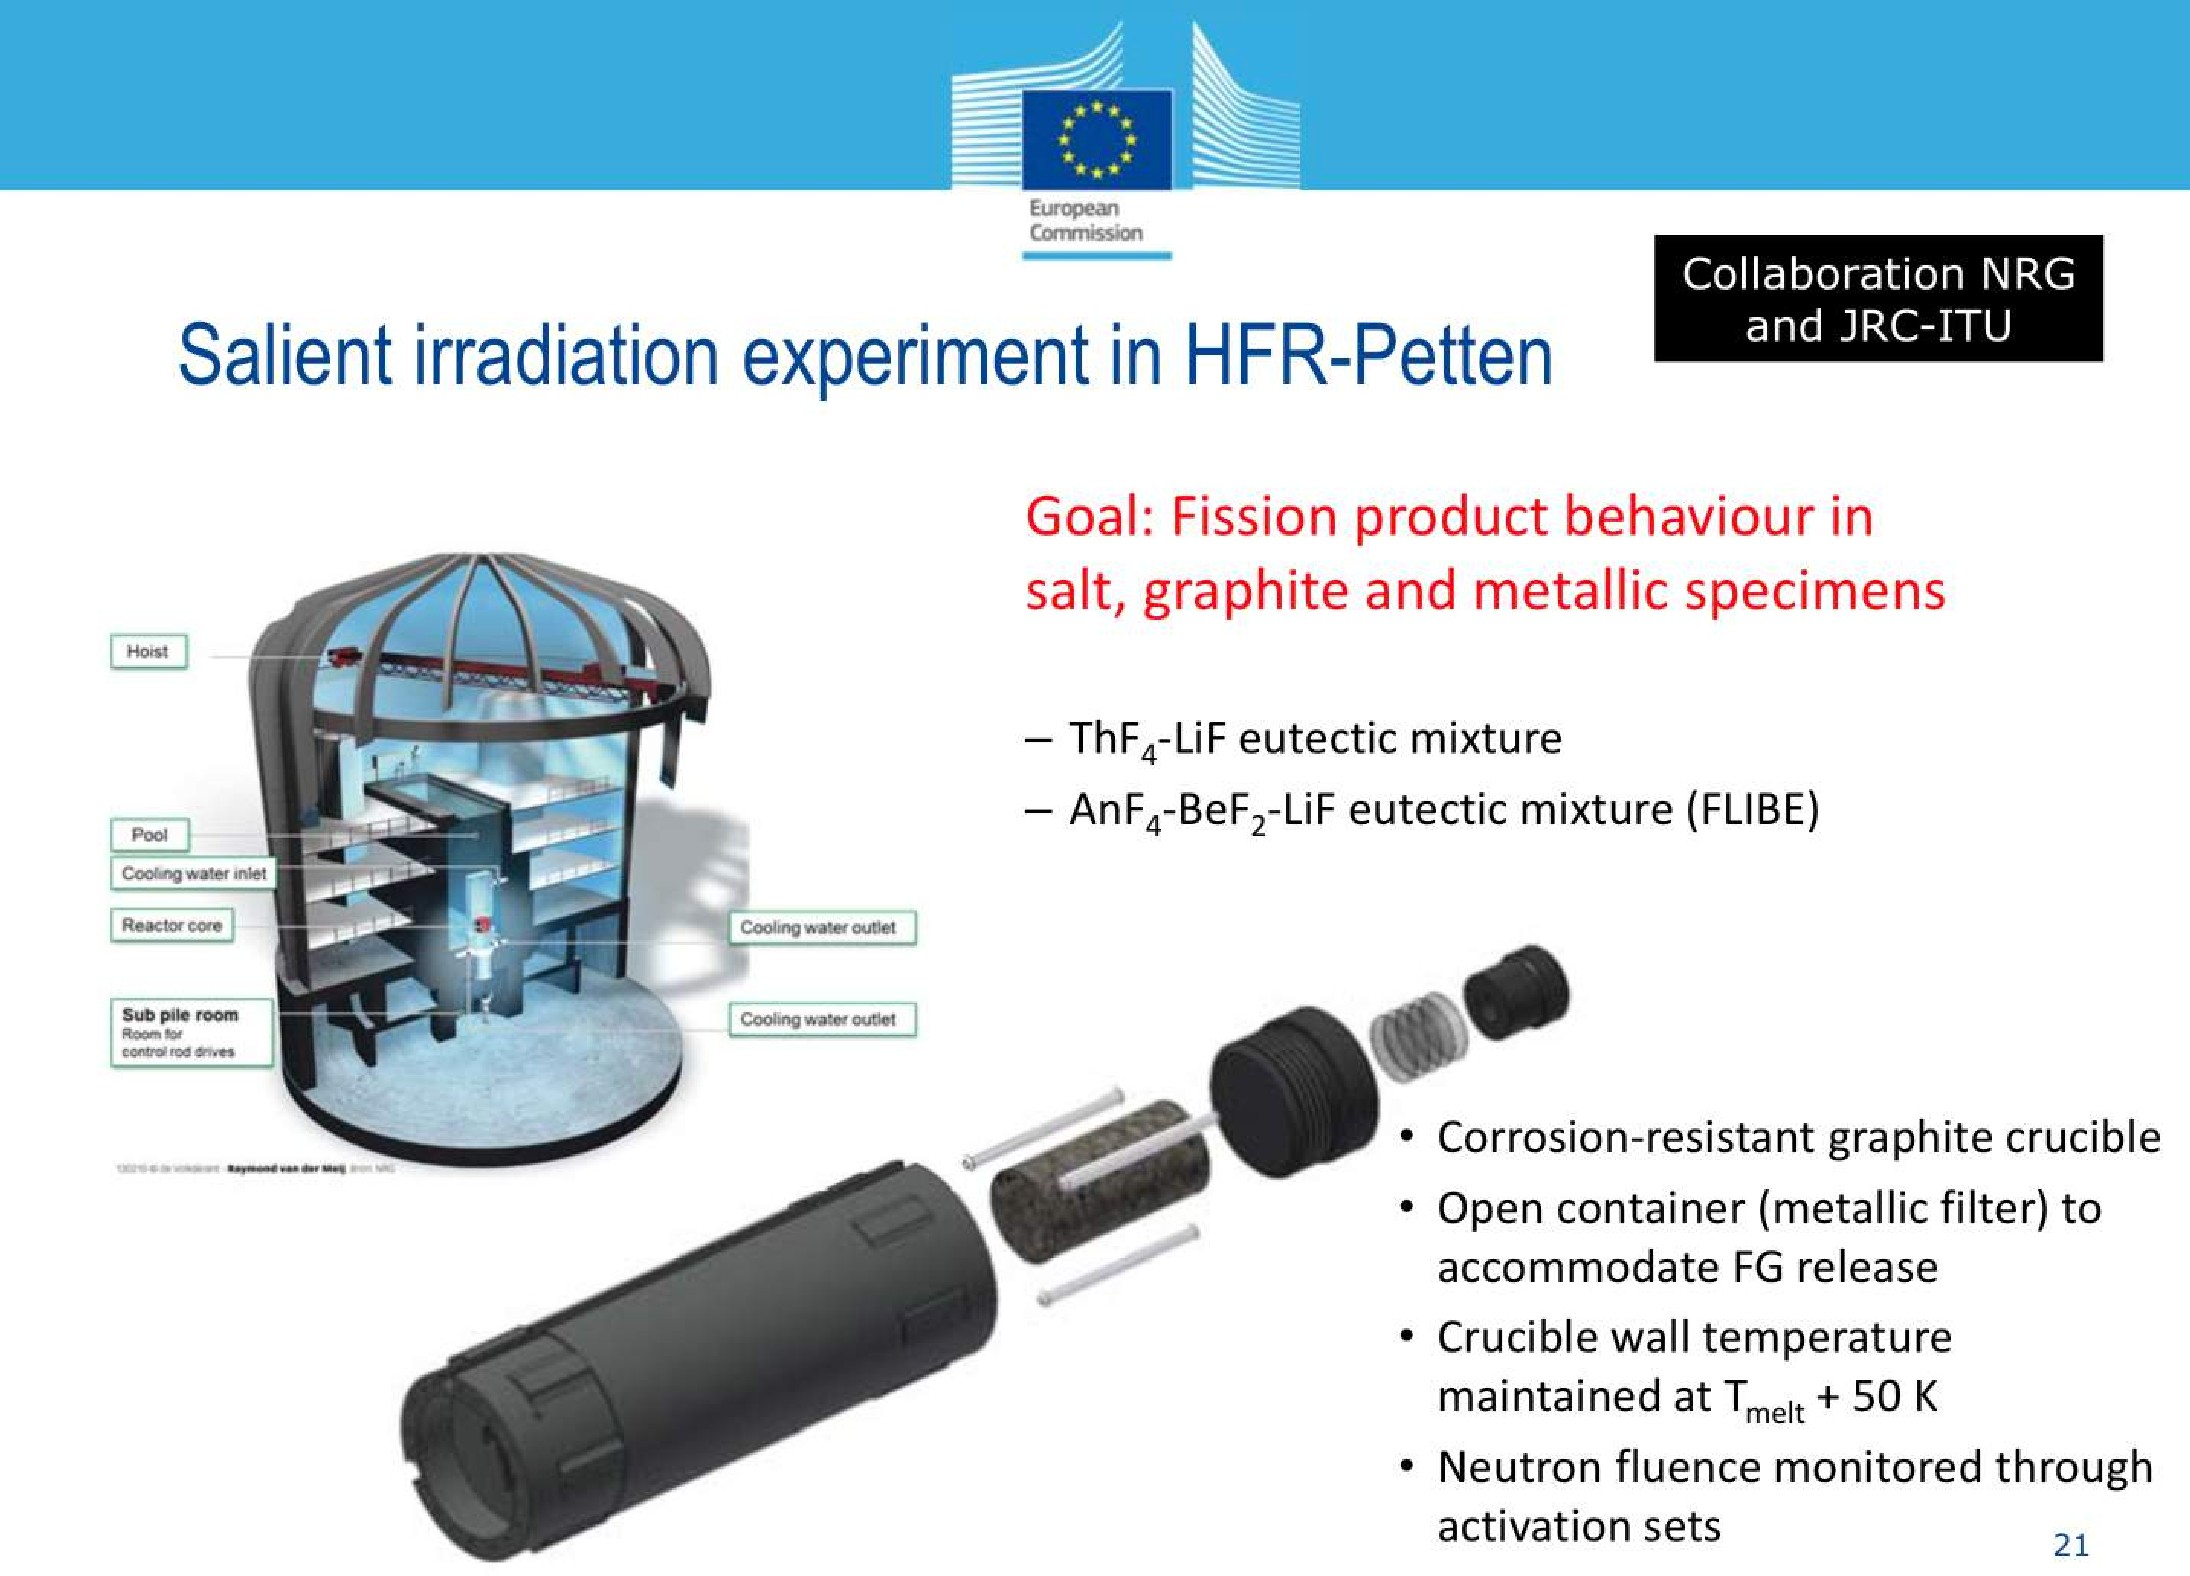 European
Commission
Collaboration NRG
and JRC-ITU
Salient irradiation experiment in HFR-Petten
Goal: Fission product behaviour in
salt, graphite and metallic specimens
– ThF₄-LiF eutectic mixture
– AnF₄-BeF₂-LiF eutectic mixture (FLIBE)
Hoist
Pool
Cooling water inlet
Reactor core
Sub pile room
Room for
control rod drives
Cooling water outlet
Cooling water outlet
Raymond van der Meij
• Corrosion-resistant graphite crucible
• Open container (metallic filter) to
accommodate FG release
• Crucible wall temperature
maintained at Tmelt + 50 K
• Neutron fluence monitored through
activation sets
21